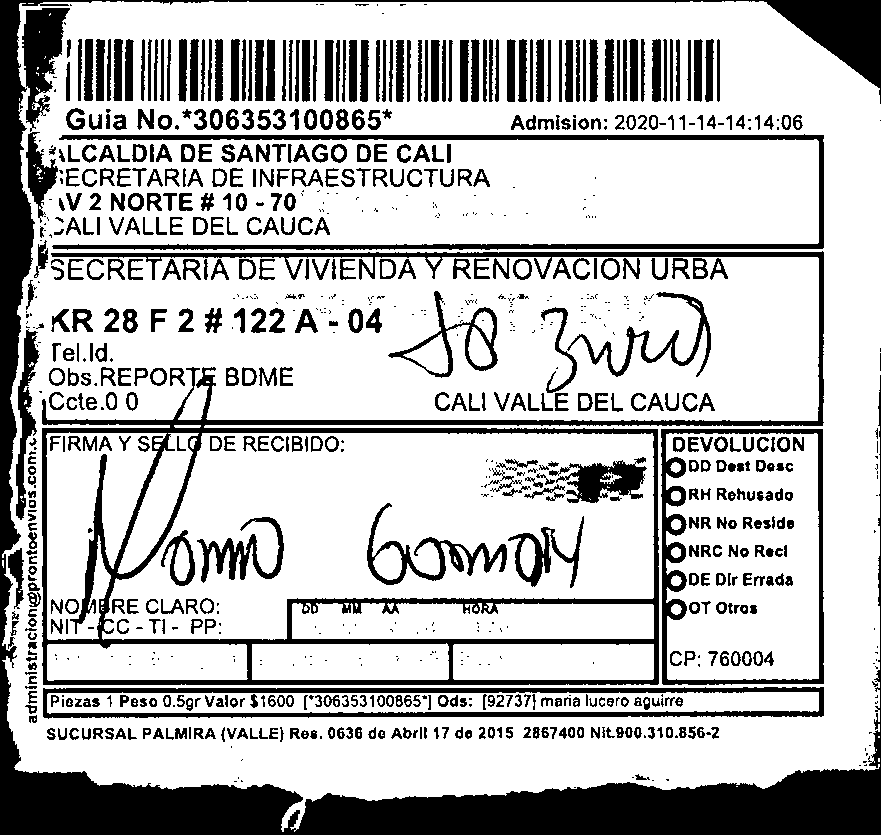 Guia No.*306353100865*
Admision: 2020-11-14-14:14:06
ALCALDIA DE SANTIAGO DE CALI
SECRETARIA DE INFRAESTRUCTURA
AV 2 NORTE # 10 - 70
CALI VALLE DEL CAUCA
SECRETARIA DE VIVIENDA Y RENOVACION URBA
KR 28 F 2 # 122 A - 04
Tel.Id.
Obs.REPORTE BDME
Ccte.0 0
CALI VALLE DEL CAUCA
FIRMA Y SELLO DE RECIBIDO:
NOMBRE CLARO:
NIT - CC - TI - PP:
DD MM AA HORA
DEVOLUCION
DD Dest Desc
RH Rehusado
NR No Reside
NRC No Recl
DE Dir Errada
OT Otros
CP: 760004
administracion@prontoenvios.com.c
Piezas 1 Peso 0.5gr Valor $1600 [*306353100865*] Ods: [92737] maria lucero aguirre
SUCURSAL PALMIRA (VALLE) Res. 0636 de Abril 17 de 2015 2867400 Nit.900.310.856-2